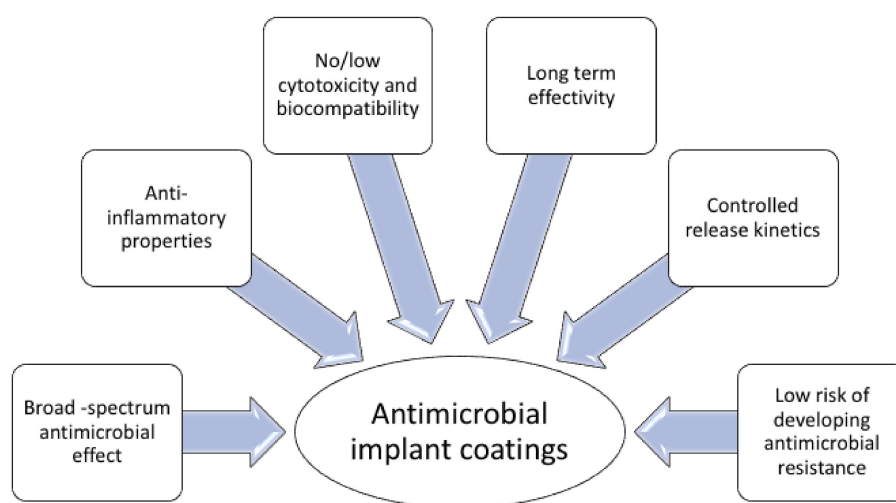 No/low
cytotoxicity and
biocompatibility
Long term
effectivity
Anti-
inflammatory
properties
Controlled
release kinetics
Broad -spectrum
antimicrobial
effect
Antimicrobial
implant coatings
Low risk of
developing
antimicrobial
resistance